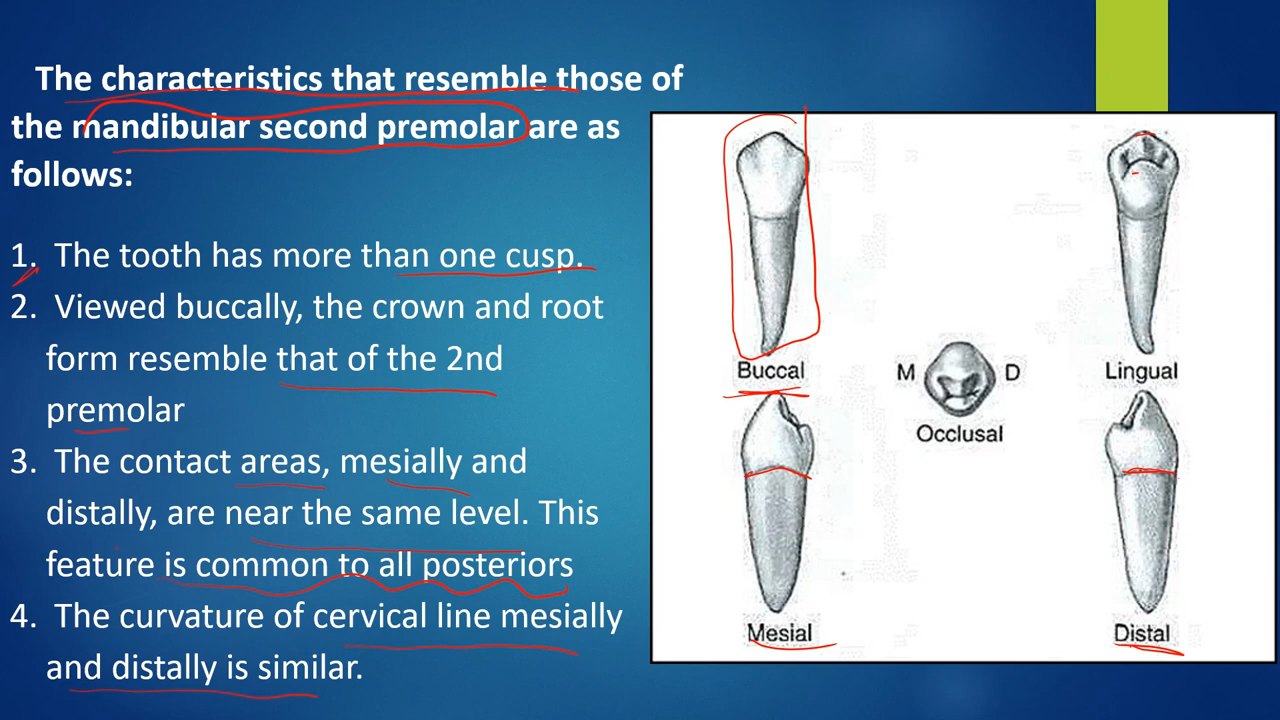 The characteristics that resemble those of
the mandibular second premolar are as
follows:
1. The tooth has more than one cusp.
2. Viewed buccally, the crown and root
form resemble that of the 2nd
premolar
3. The contact areas, mesially and
distally, are near the same level. This
feature is common to all posteriors
4. The curvature of cervical line mesially
and distally is similar.
Buccal
M D
Lingual
Occlusal
Mesial
Distal